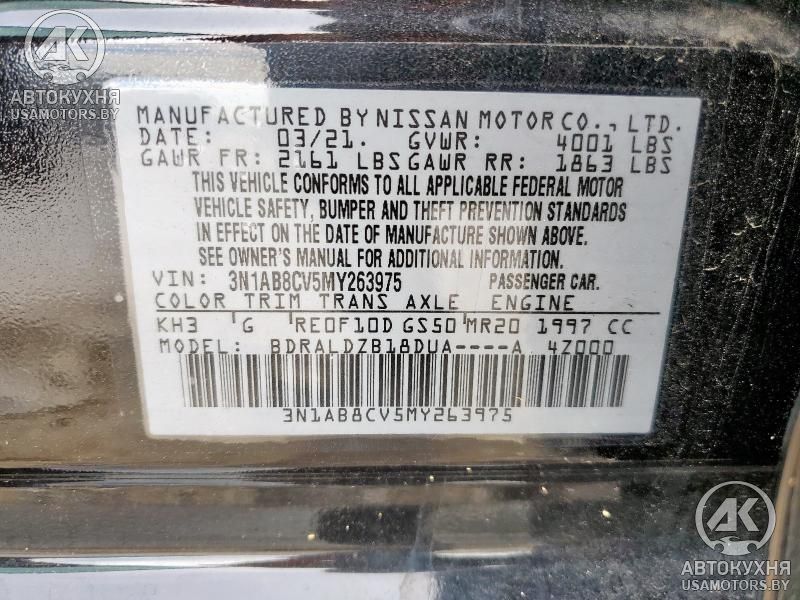 AK
АВТОКУХНЯ
USAMOTORS.BY
MANUFACTURED BY NISSAN MOTOR CO., LTD.
DATE: 03/21. GVWR: 4001 LBS
GAWR FR: 2161 LBS GAWR RR: 1863 LBS
THIS VEHICLE CONFORMS TO ALL APPLICABLE FEDERAL MOTOR
VEHICLE SAFETY, BUMPER AND THEFT PREVENTION STANDARDS
IN EFFECT ON THE DATE OF MANUFACTURE SHOWN ABOVE.
SEE OWNER'S MANUAL FOR ADDITIONAL INFORMATION
VIN: 3N1AB8CV5MY263975 PASSENGER CAR.
COLOR TRIM TRANS AXLE ENGINE
KH3 G RE0F10D GS50 MR20 1997 CC
MODEL: BDRALDZB18DUA----A 4Z000
3N1AB8CV5MY263975
AK
АВТОКУХНЯ
USAMOTORS.BY